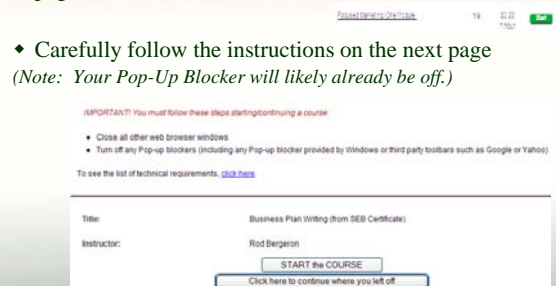 Focused Marketing One Module
◆ Carefully follow the instructions on the next page
(Note: Your Pop-Up Blocker will likely already be off.)
IMPORTANT! You must follow these steps starting/continuing a course:
• Close all other web browser windows
• Turn off any Pop-up blockers (including any Pop-up blocker provided by Windows or third party toolbars such as Google or Yahoo)
To see the list of technical requirements, click here.
Title: Business Plan Writing (from SEB Certificate)
Instructor: Rod Bergeron
START the COURSE
Click here to continue where you left off